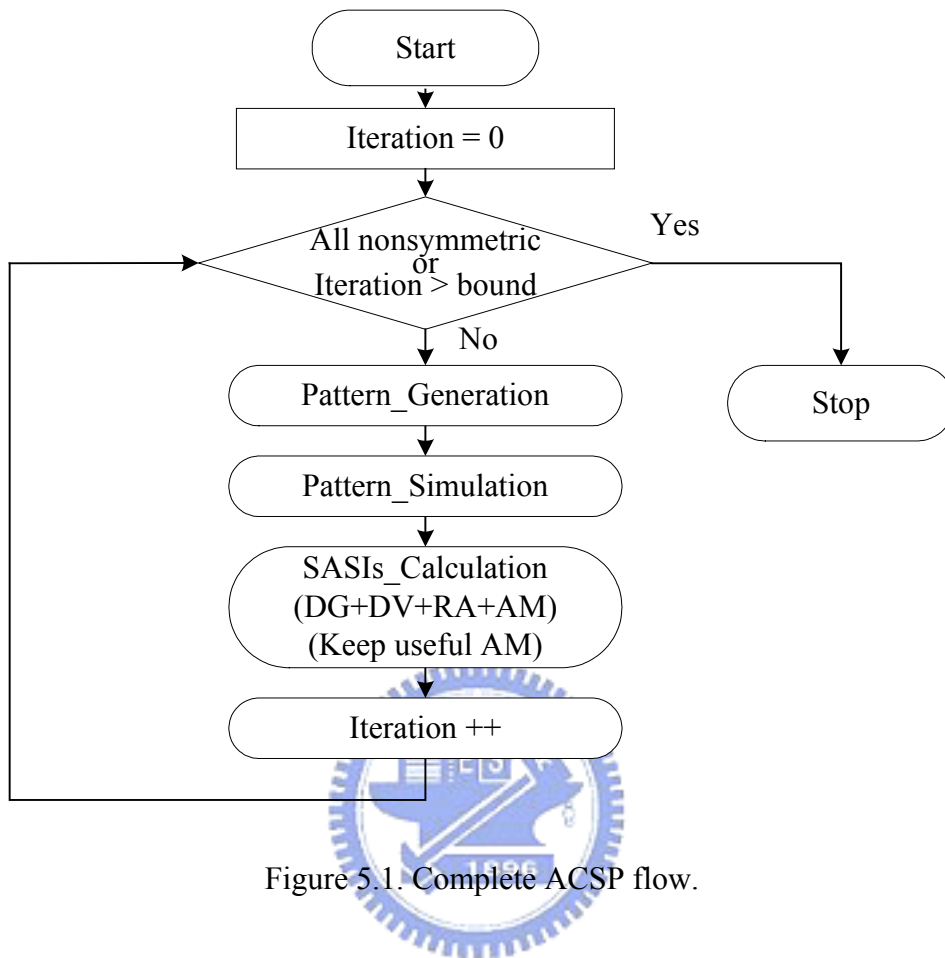 Start
Iteration = 0
All nonsymmetric
or
Iteration > bound
Yes
No
Pattern_Generation
Stop
Pattern_Simulation
SASIs_Calculation
(DG+DV+RA+AM)
(Keep useful AM)
Iteration ++
1896
Figure 5.1. Complete ACSP flow.